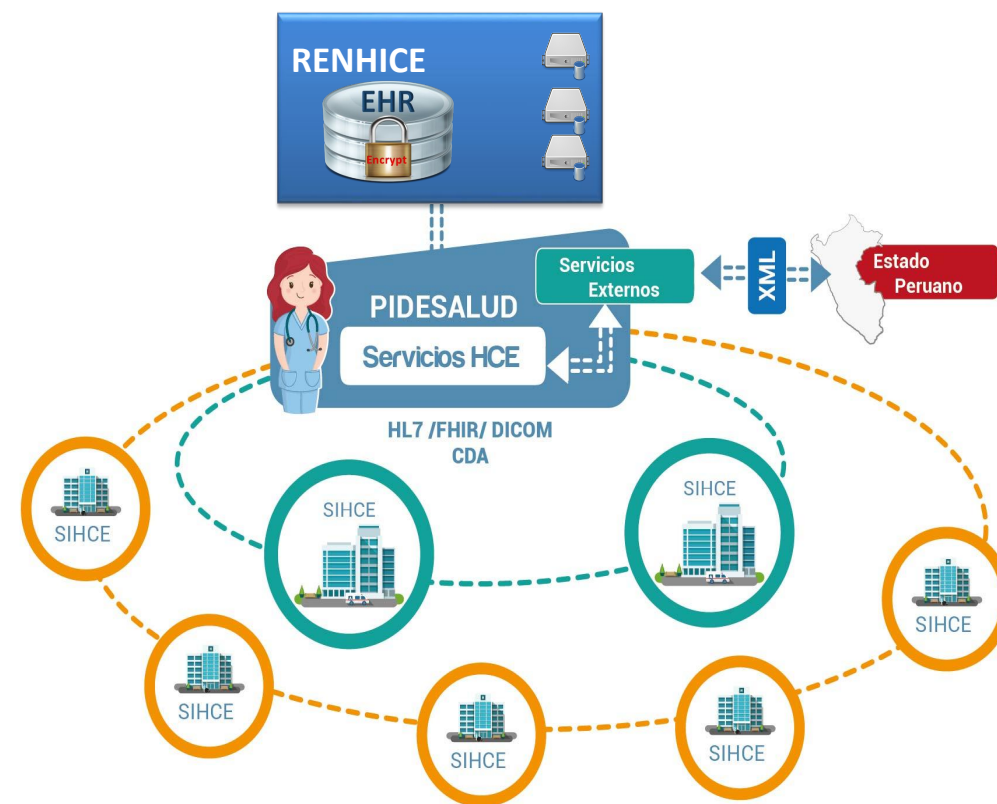 RENHICE
EHR
Encrypt
Servicios
Externos
XML
Estado
Peruano
PIDESALUD
Servicios HCE
HL7 /FHIR/ DICOM
CDA
SIHCE
SIHCE
SIHCE
SIHCE
SIHCE
SIHCE
SIHCE